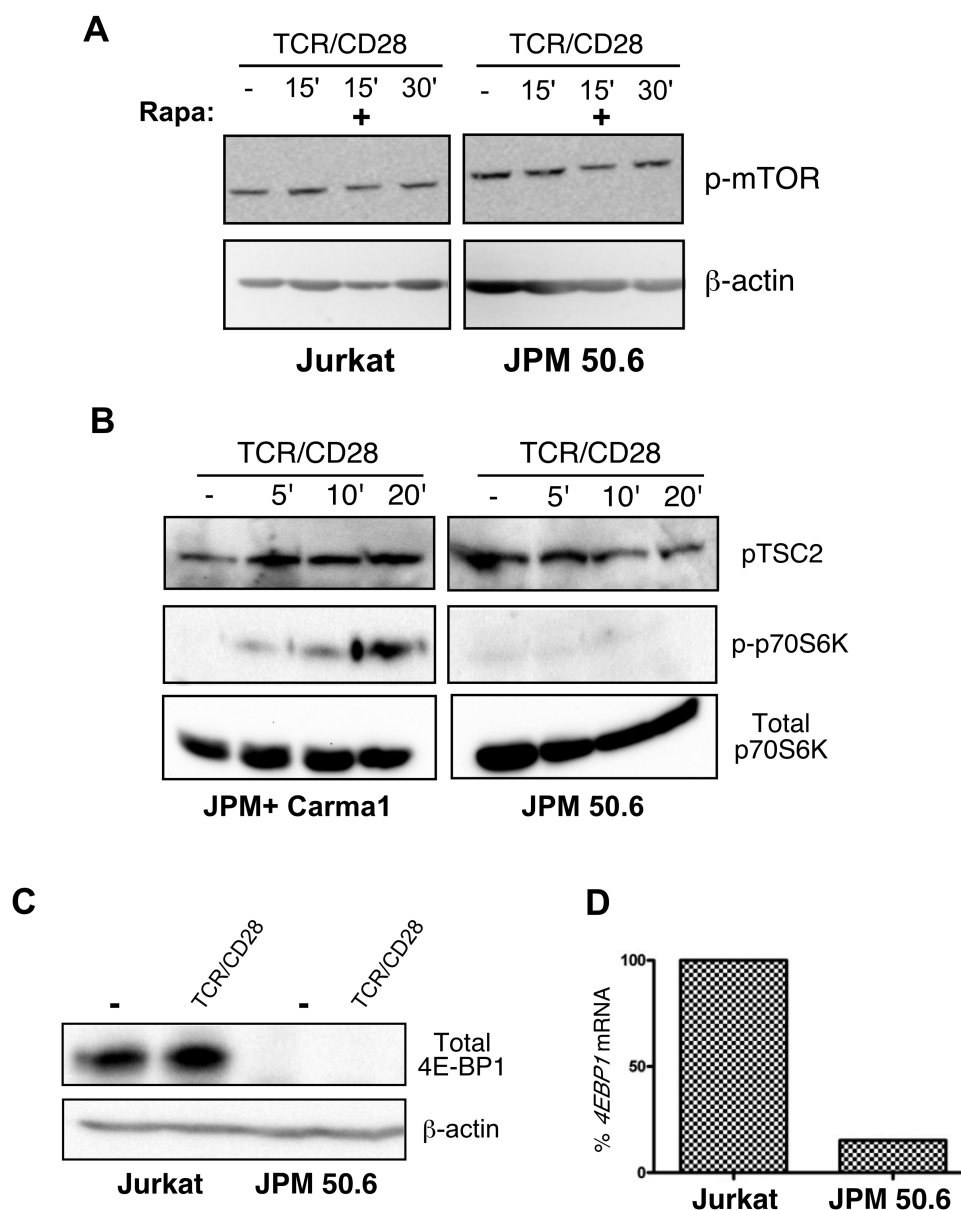 A
TCR/CD28 TCR/CD28
- 15' 15' 30' - 15' 15' 30'
Rapa: + +
p-mTOR
β-actin
Jurkat JPM 50.6
B
TCR/CD28 TCR/CD28
- 5' 10' 20' - 5' 10' 20'
pTSC2
p-p70S6K
Total
p70S6K
JPM+ Carma1 JPM 50.6
C
- TCR/CD28 - TCR/CD28
Total
4E-BP1
β-actin
Jurkat JPM 50.6
D
% 4EBP1 mRNA
100
50
0
Jurkat JPM 50.6